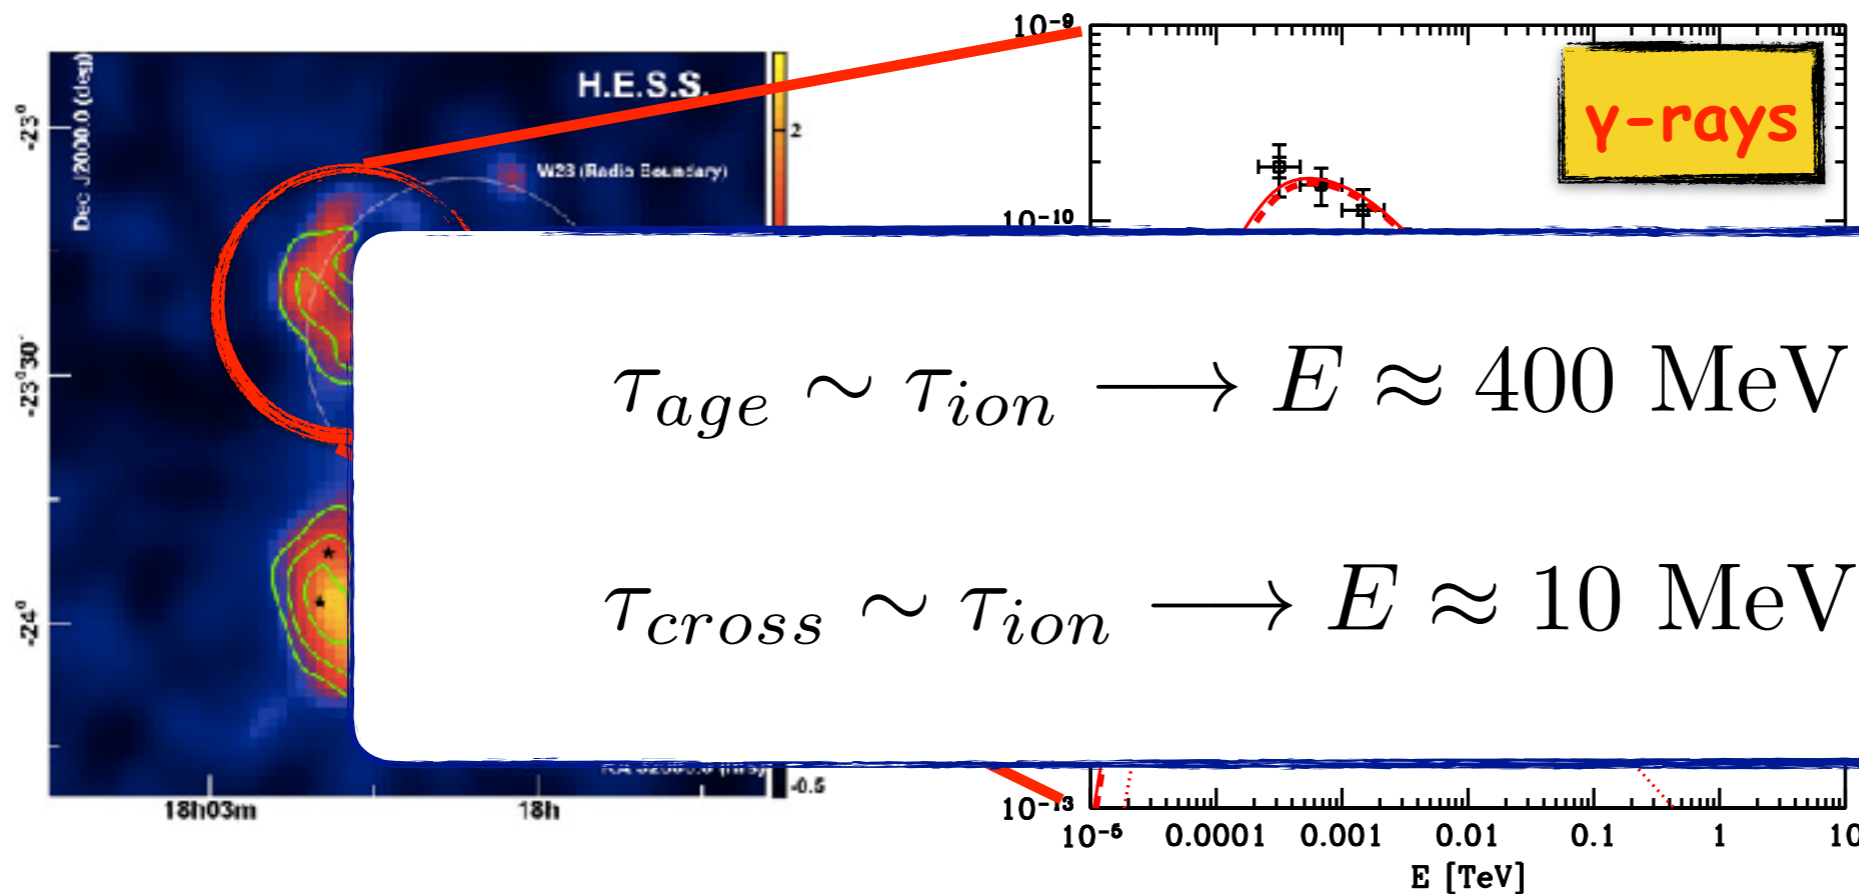 10⁻⁹
H.E.S.S.
γ-rays
Dec J2000.0 (deg)
-23°
2
W28 (Radio Boundary)
10⁻¹⁰
-23°30'
τ_age ∼ τ_ion ⟶ E ≈ 400 MeV
-24°
τ_cross ∼ τ_ion ⟶ E ≈ 10 MeV
-0.5
18h03m 18h
10⁻¹³
10⁻⁵ 0.0001 0.001 0.01 0.1 1 10
E [TeV]